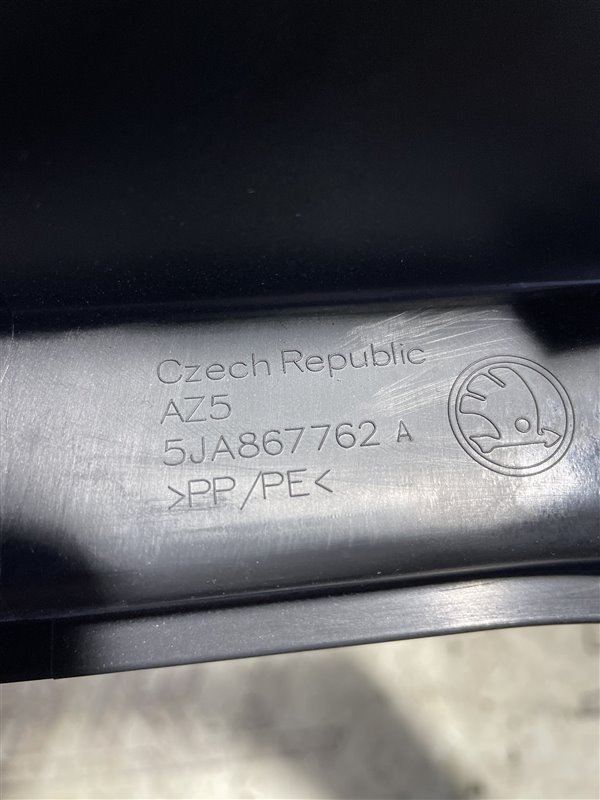 Czech Republic
AZ5
5JA867762 A
>PP/PE<